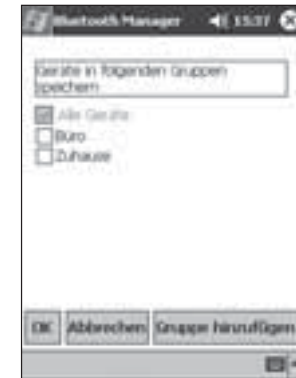 Bluetooth Manager 15:37
Geräte in folgenden Gruppen
speichern
Alle Geräte
Büro
Zuhause
OK Abbrechen Gruppe hinzufügen